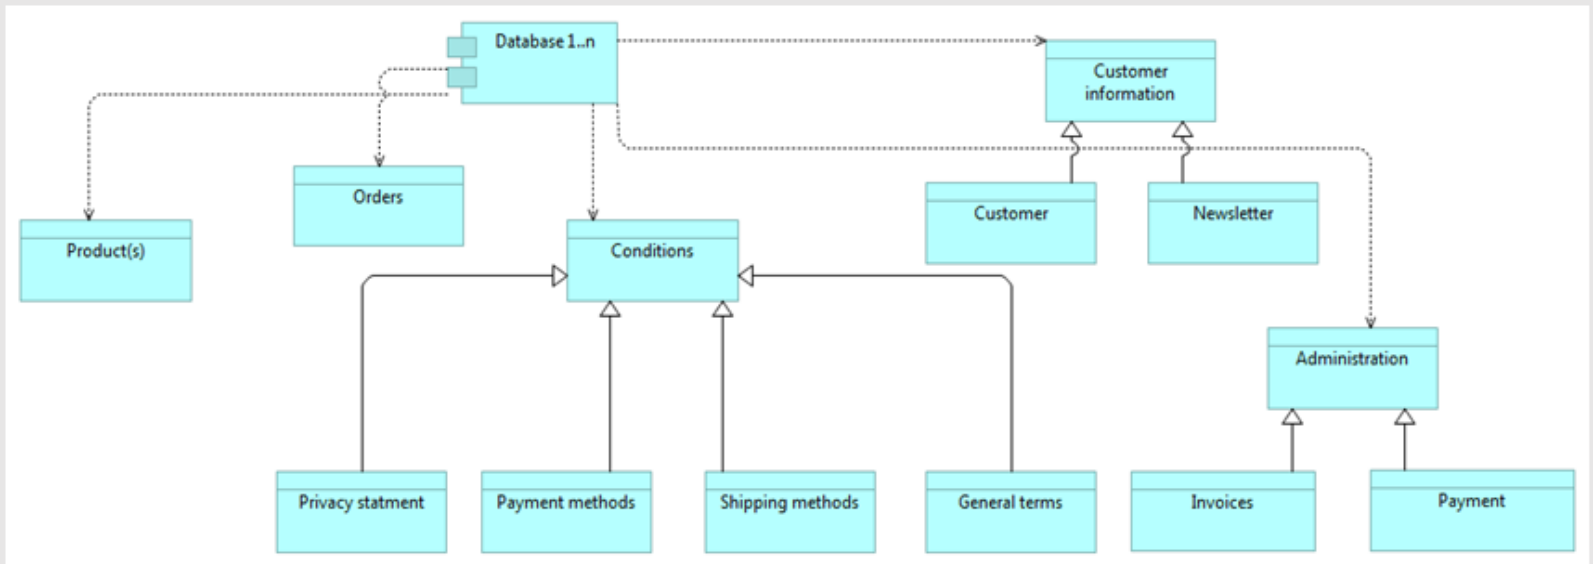 Database 1..n
Customer
information
Orders
Customer
Newsletter
Product(s)
Conditions
Administration
Privacy statment
Payment methods
Shipping methods
General terms
Invoices
Payment